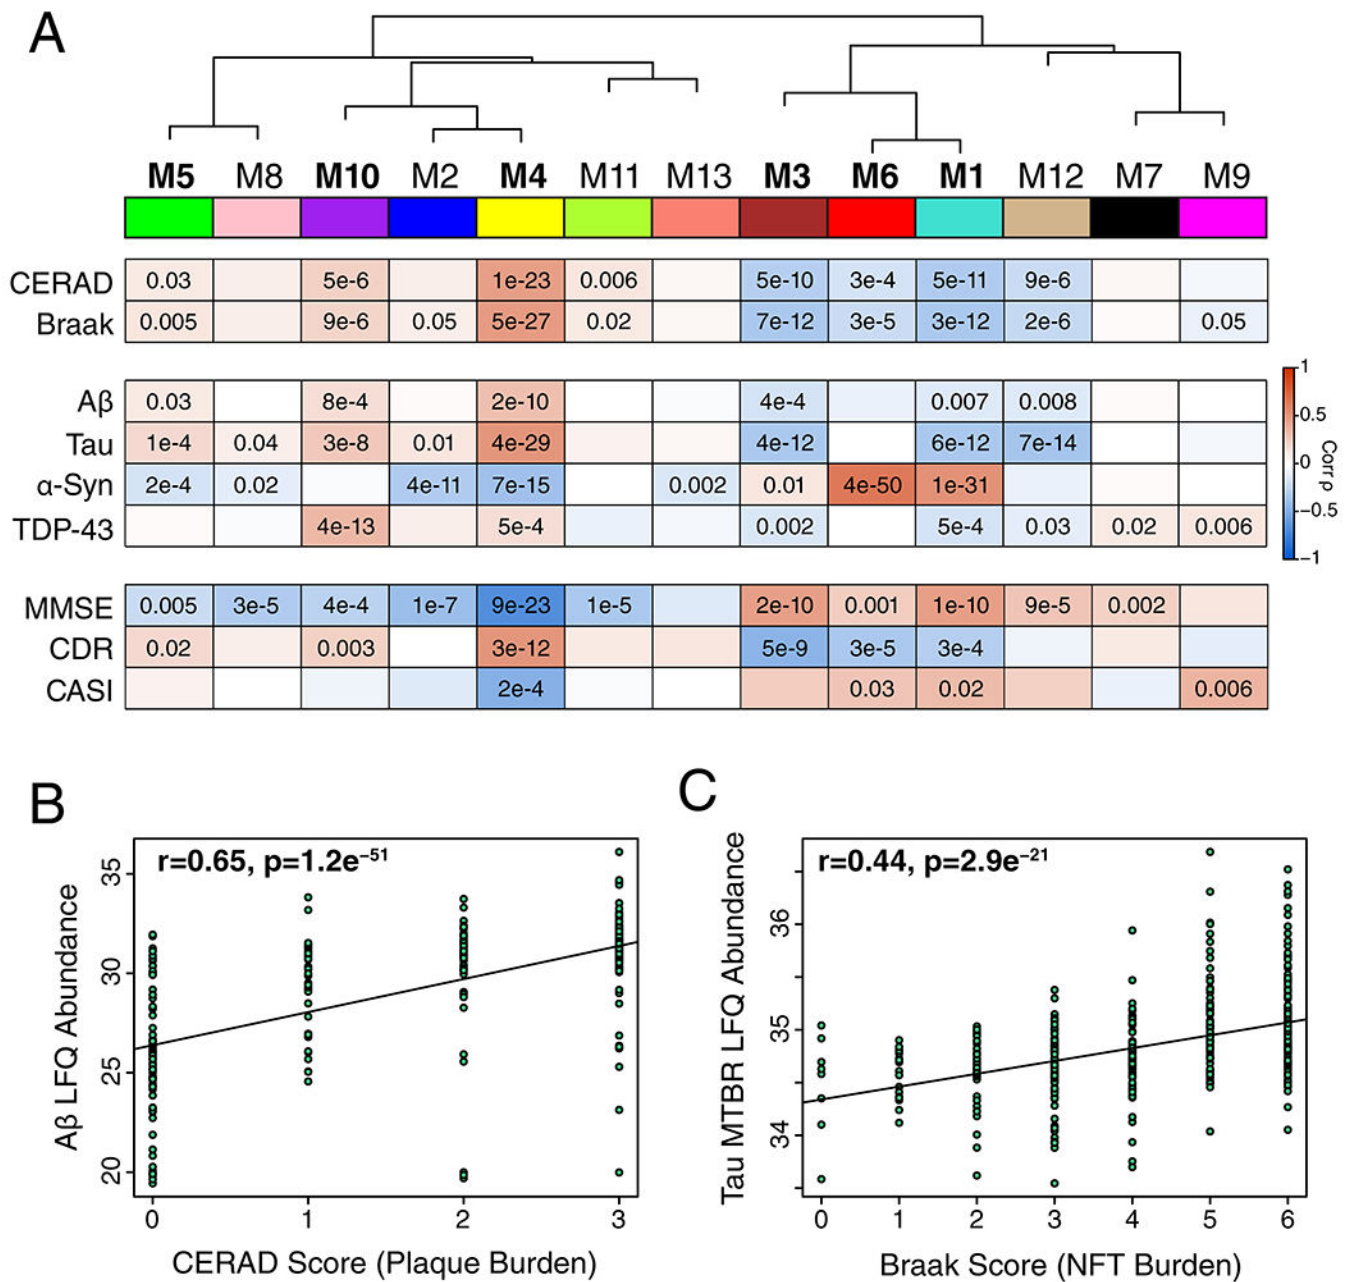 A
M5 M8 M10 M2 M4 M11 M13 M3 M6 M1 M12 M7 M9
CERAD 0.03 5e-6 1e-23 0.006 5e-10 3e-4 5e-11 9e-6
Braak 0.005 9e-6 0.05 5e-27 0.02 7e-12 3e-5 3e-12 2e-6 0.05
Aβ 0.03 8e-4 2e-10 4e-4 0.007 0.008
Tau 1e-4 0.04 3e-8 0.01 4e-29 4e-12 6e-12 7e-14
α-Syn 2e-4 0.02 4e-11 7e-15 0.002 0.01 4e-50 1e-31
TDP-43 4e-13 5e-4 0.002 5e-4 0.03 0.02 0.006
1
0.5
0
−0.5
−1
Corr ρ
MMSE 0.005 3e-5 4e-4 1e-7 9e-23 1e-5 2e-10 0.001 1e-10 9e-5 0.002
CDR 0.02 0.003 3e-12 5e-9 3e-5 3e-4
CASI 2e-4 0.03 0.02 0.006
B
r=0.65, p=1.2e−51
Aβ LFQ Abundance
35
30
25
20
0 1 2 3
CERAD Score (Plaque Burden)
C
r=0.44, p=2.9e−21
Tau MTBR LFQ Abundance
36
35
34
0 1 2 3 4 5 6
Braak Score (NFT Burden)